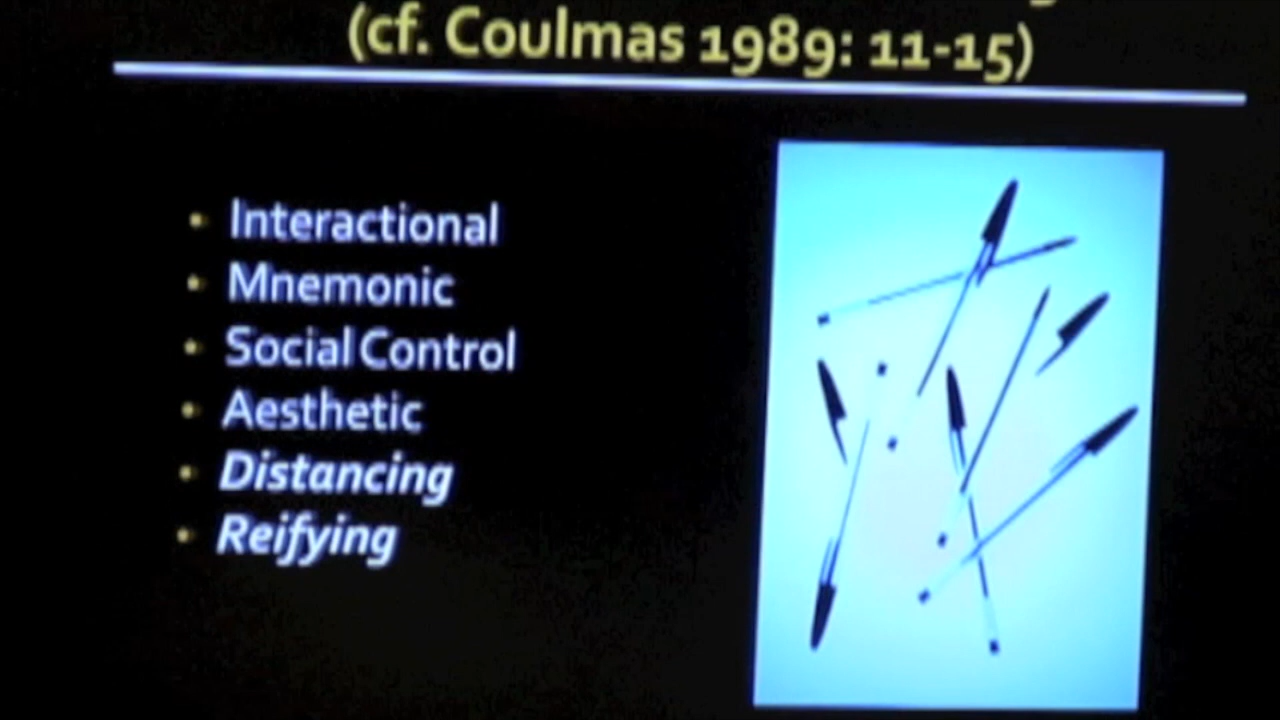 (cf. Coulmas 1989: 11-15)
Interactional
Mnemonic
Social Control
Aesthetic
Distancing
Reifying